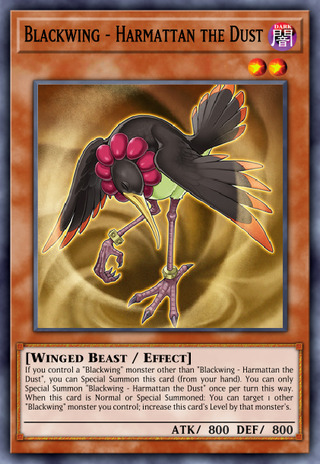 Blackwing - Harmattan the Dust
DARK
闇
[Winged Beast / Effect]
If you control a "Blackwing" monster other than "Blackwing - Harmattan the
Dust", you can Special Summon this card (from your hand). You can only
Special Summon "Blackwing - Harmattan the Dust" once per turn this way.
When this card is Normal or Special Summoned: You can target 1 other
"Blackwing" monster you control; increase this card's Level by that monster's.
ATK/ 800 DEF/ 800